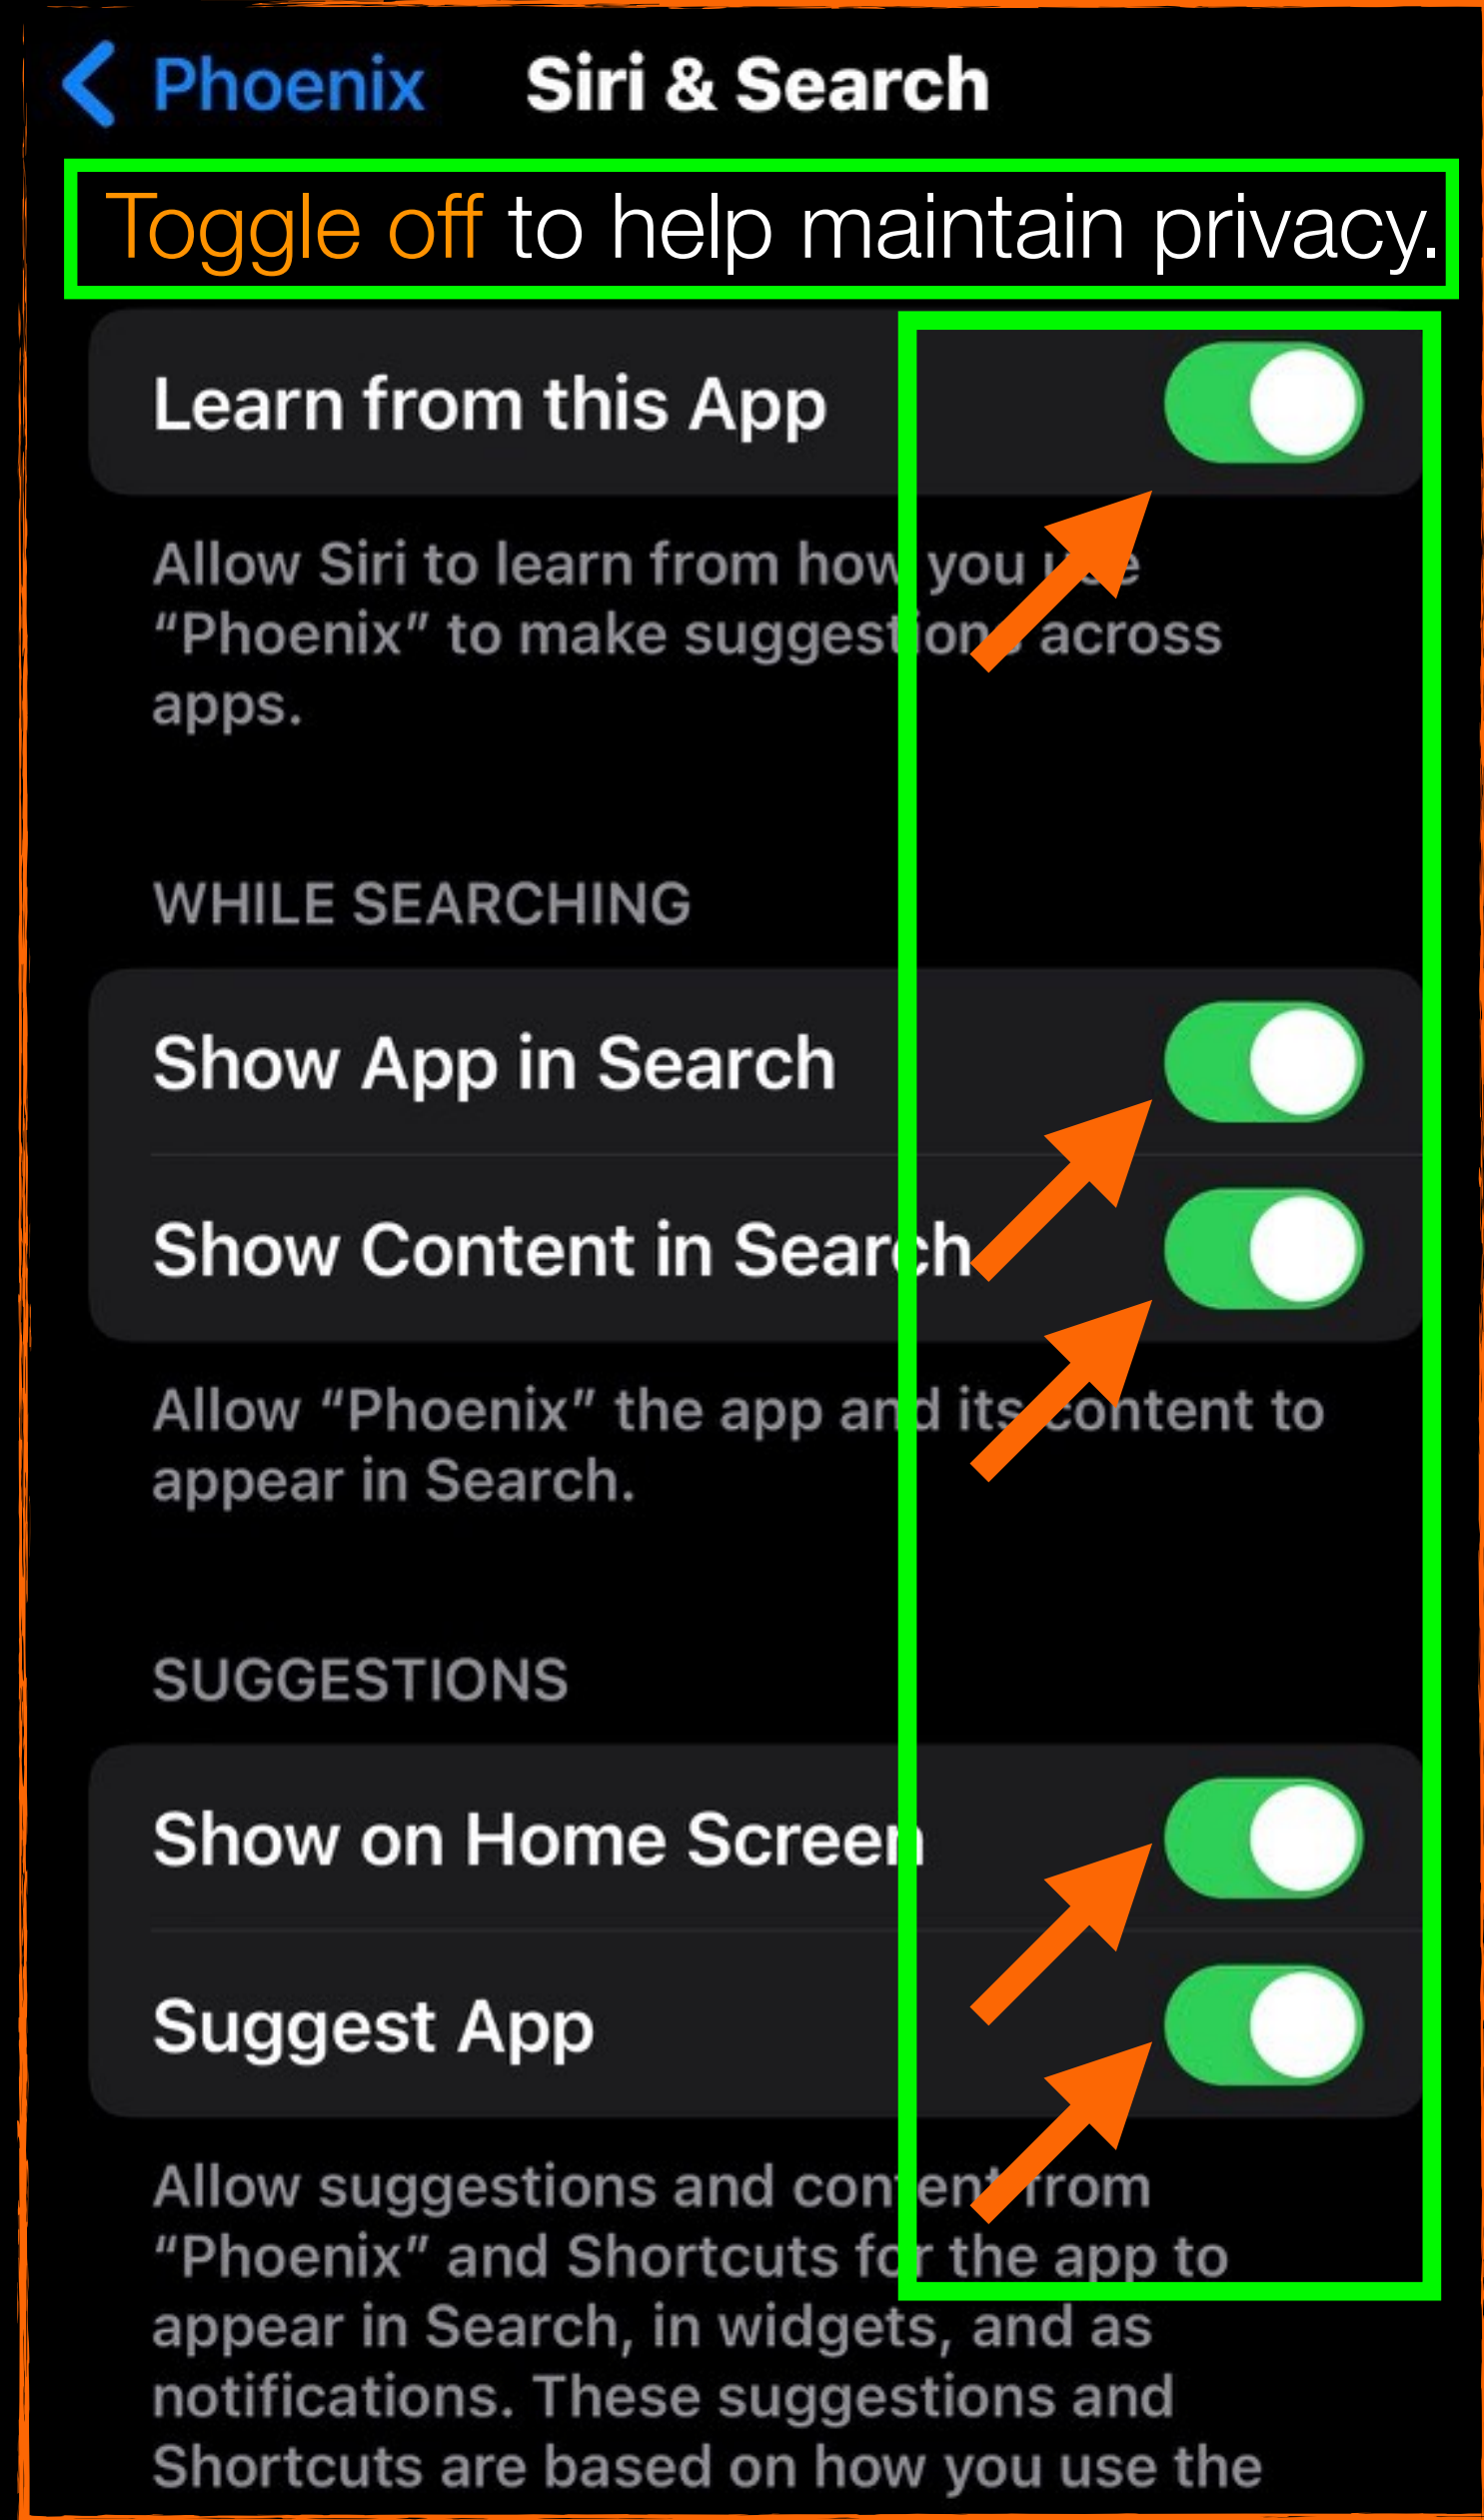 Phoenix Siri & Search
Toggle off to help maintain privacy.
Learn from this App
Allow Siri to learn from how you use
“Phoenix” to make suggestions across
apps.
WHILE SEARCHING
Show App in Search
Show Content in Search
Allow “Phoenix” the app and its content to
appear in Search.
SUGGESTIONS
Show on Home Screen
Suggest App
Allow suggestions and content from
“Phoenix” and Shortcuts for the app to
appear in Search, in widgets, and as
notifications. These suggestions and
Shortcuts are based on how you use the